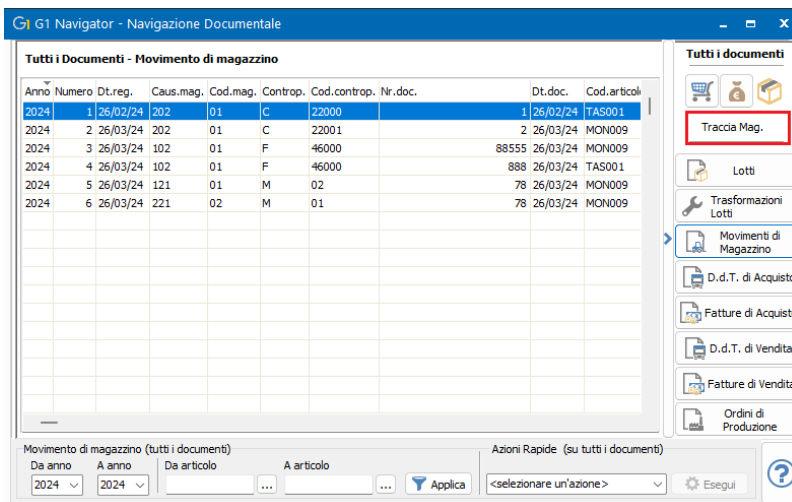 G1 G1 Navigator - Navigazione Documentale
Tutti i Documenti - Movimento di magazzino
Anno Numero Dt.reg. Caus.mag. Cod.mag. Controp. Cod.controp. Nr.doc. Dt.doc. Cod.articol
2024 1 26/02/24 202 01 C 22000 1 26/02/24 TAS001
2024 2 26/03/24 202 01 C 22001 2 26/03/24 MON009
2024 3 26/03/24 102 01 F 46000 88555 26/03/24 MON009
2024 4 26/03/24 102 01 F 46000 888 26/03/24 TAS001
2024 5 26/03/24 121 01 M 02 78 26/03/24 MON009
2024 6 26/03/24 221 02 M 01 78 26/03/24 MON009
Tutti i documenti
Traccia Mag.
Lotti
Trasformazioni
Lotti
Movimenti di
Magazzino
D.d.T. di Acquisto
Fatture di Acquist
D.d.T. di Vendita
Fatture di Vendita
Ordini di
Produzione
Movimento di magazzino (tutti i documenti)
Da anno A anno Da articolo A articolo
2024 2024 ... ... Applica
Azioni Rapide (su tutti i documenti)
<selezionare un'azione> Esegui
?